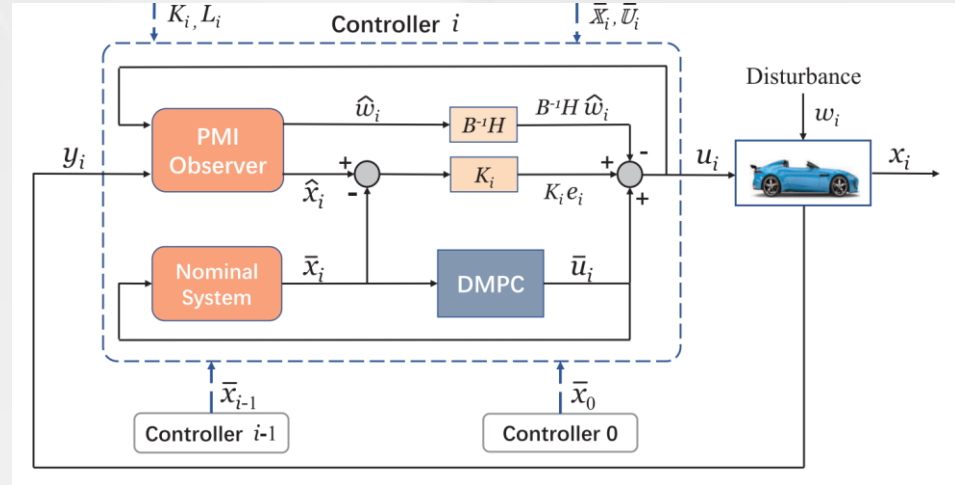 K_i, L_i
Controller i
X̄_i, Ū_i
Disturbance
w_i
y_i
PMI
Observer
ŵ_i
B⁻¹H
B⁻¹H ŵ_i
-
+
u_i
x_i
+
x̂_i
-
K_i
K_i e_i
+
Nominal
System
x̄_i
DMPC
ū_i
x̄_{i-1}
x̄_0
Controller i-1
Controller 0